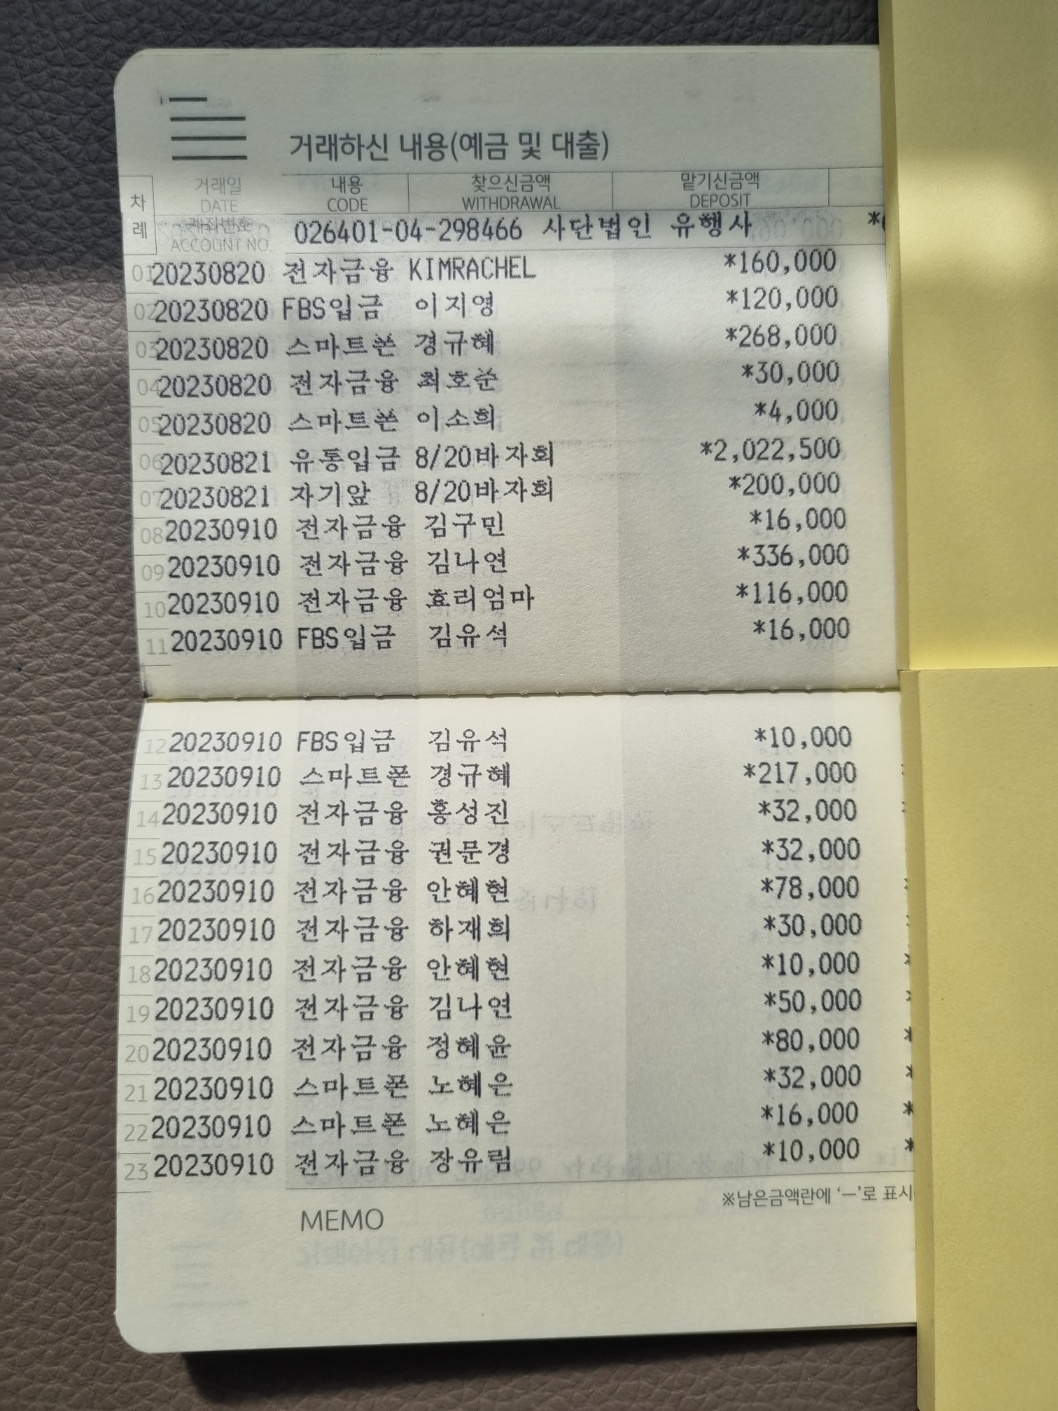 거래하신 내용(예금 및 대출)
차례 거래일 DATE 내용 CODE 찾으신금액 WITHDRAWAL 맡기신금액 DEPOSIT
계좌번호 ACCOUNT NO 026401-04-298466 사단법인 유행사
01 20230820 전자금융 KIMRACHEL *160,000
02 20230820 FBS입금 이지영 *120,000
03 20230820 스마트폰 경규혜 *268,000
04 20230820 전자금융 최호순 *30,000
05 20230820 스마트폰 이소희 *4,000
06 20230821 유통입금 8/20바자회 *2,022,500
07 20230821 자기앞 8/20바자회 *200,000
08 20230910 전자금융 김구민 *16,000
09 20230910 전자금융 김나연 *336,000
10 20230910 전자금융 효리엄마 *116,000
11 20230910 FBS입금 김유석 *16,000
12 20230910 FBS입금 김유석 *10,000
13 20230910 스마트폰 경규혜 *217,000
14 20230910 전자금융 홍성진 *32,000
15 20230910 전자금융 권문경 *32,000
16 20230910 전자금융 안혜현 *78,000
17 20230910 전자금융 하재희 *30,000
18 20230910 전자금융 안혜현 *10,000
19 20230910 전자금융 김나연 *50,000
20 20230910 전자금융 정혜윤 *80,000
21 20230910 스마트폰 노혜은 *32,000
22 20230910 스마트폰 노혜은 *16,000
23 20230910 전자금융 장유림 *10,000
※남은금액란에 '—'로 표시
MEMO